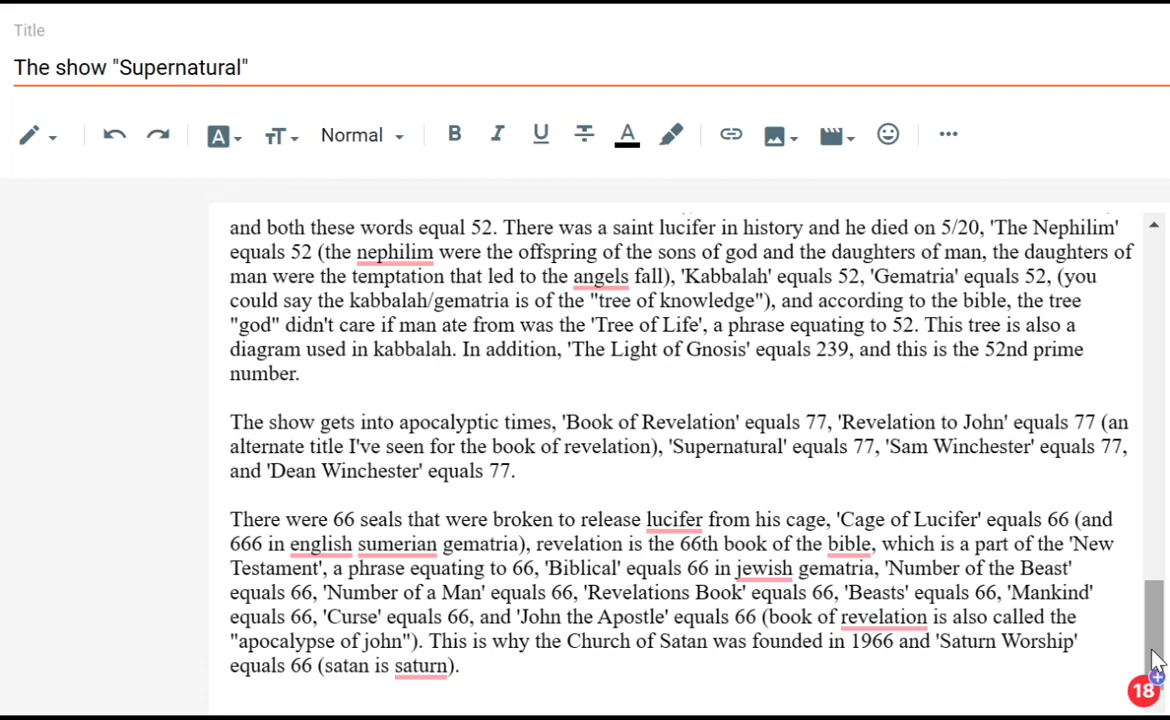 Title
The show "Supernatural"
Normal
B I U A
and both these words equal 52. There was a saint lucifer in history and he died on 5/20, 'The Nephilim'
equals 52 (the nephilim were the offspring of the sons of god and the daughters of man, the daughters of
man were the temptation that led to the angels fall), 'Kabbalah' equals 52, 'Gematria' equals 52, (you
could say the kabbalah/gematria is of the "tree of knowledge"), and according to the bible, the tree
"god" didn't care if man ate from was the 'Tree of Life', a phrase equating to 52. This tree is also a
diagram used in kabbalah. In addition, 'The Light of Gnosis' equals 239, and this is the 52nd prime
number.
The show gets into apocalyptic times, 'Book of Revelation' equals 77, 'Revelation to John' equals 77 (an
alternate title I've seen for the book of revelation), 'Supernatural' equals 77, 'Sam Winchester' equals 77,
and 'Dean Winchester' equals 77.
There were 66 seals that were broken to release lucifer from his cage, 'Cage of Lucifer' equals 66 (and
666 in english sumerian gematria), revelation is the 66th book of the bible, which is a part of the 'New
Testament', a phrase equating to 66, 'Biblical' equals 66 in jewish gematria, 'Number of the Beast'
equals 66, 'Number of a Man' equals 66, 'Revelations Book' equals 66, 'Beasts' equals 66, 'Mankind'
equals 66, 'Curse' equals 66, and 'John the Apostle' equals 66 (book of revelation is also called the
"apocalypse of john"). This is why the Church of Satan was founded in 1966 and 'Saturn Worship'
equals 66 (satan is saturn).
18